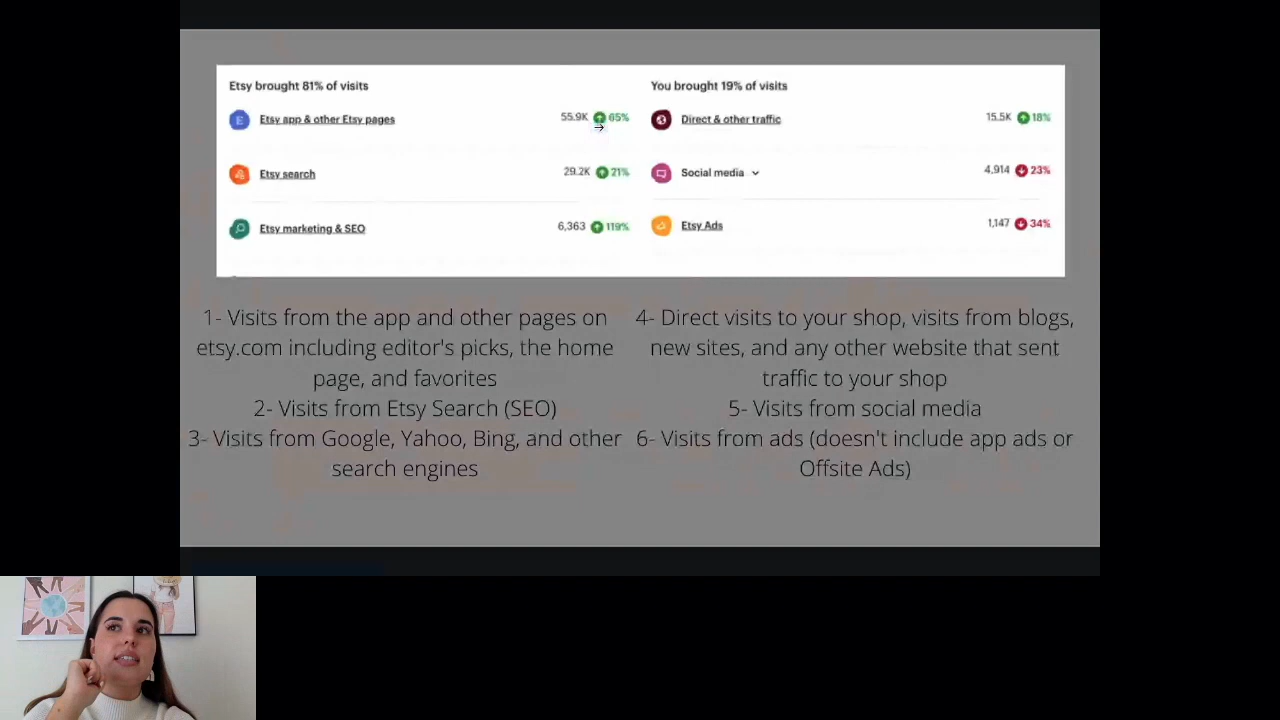 Etsy brought 81% of visits
Etsy app & other Etsy pages 55.9K 65%
Etsy search 29.2K 21%
Etsy marketing & SEO 6,363 119%
You brought 19% of visits
Direct & other traffic 15.5K 18%
Social media 4,914 23%
Etsy Ads 1,147 34%
1- Visits from the app and other pages on
etsy.com including editor's picks, the home
page, and favorites
2- Visits from Etsy Search (SEO)
3- Visits from Google, Yahoo, Bing, and other
search engines
4- Direct visits to your shop, visits from blogs,
new sites, and any other website that sent
traffic to your shop
5- Visits from social media
6- Visits from ads (doesn't include app ads or
Offsite Ads)